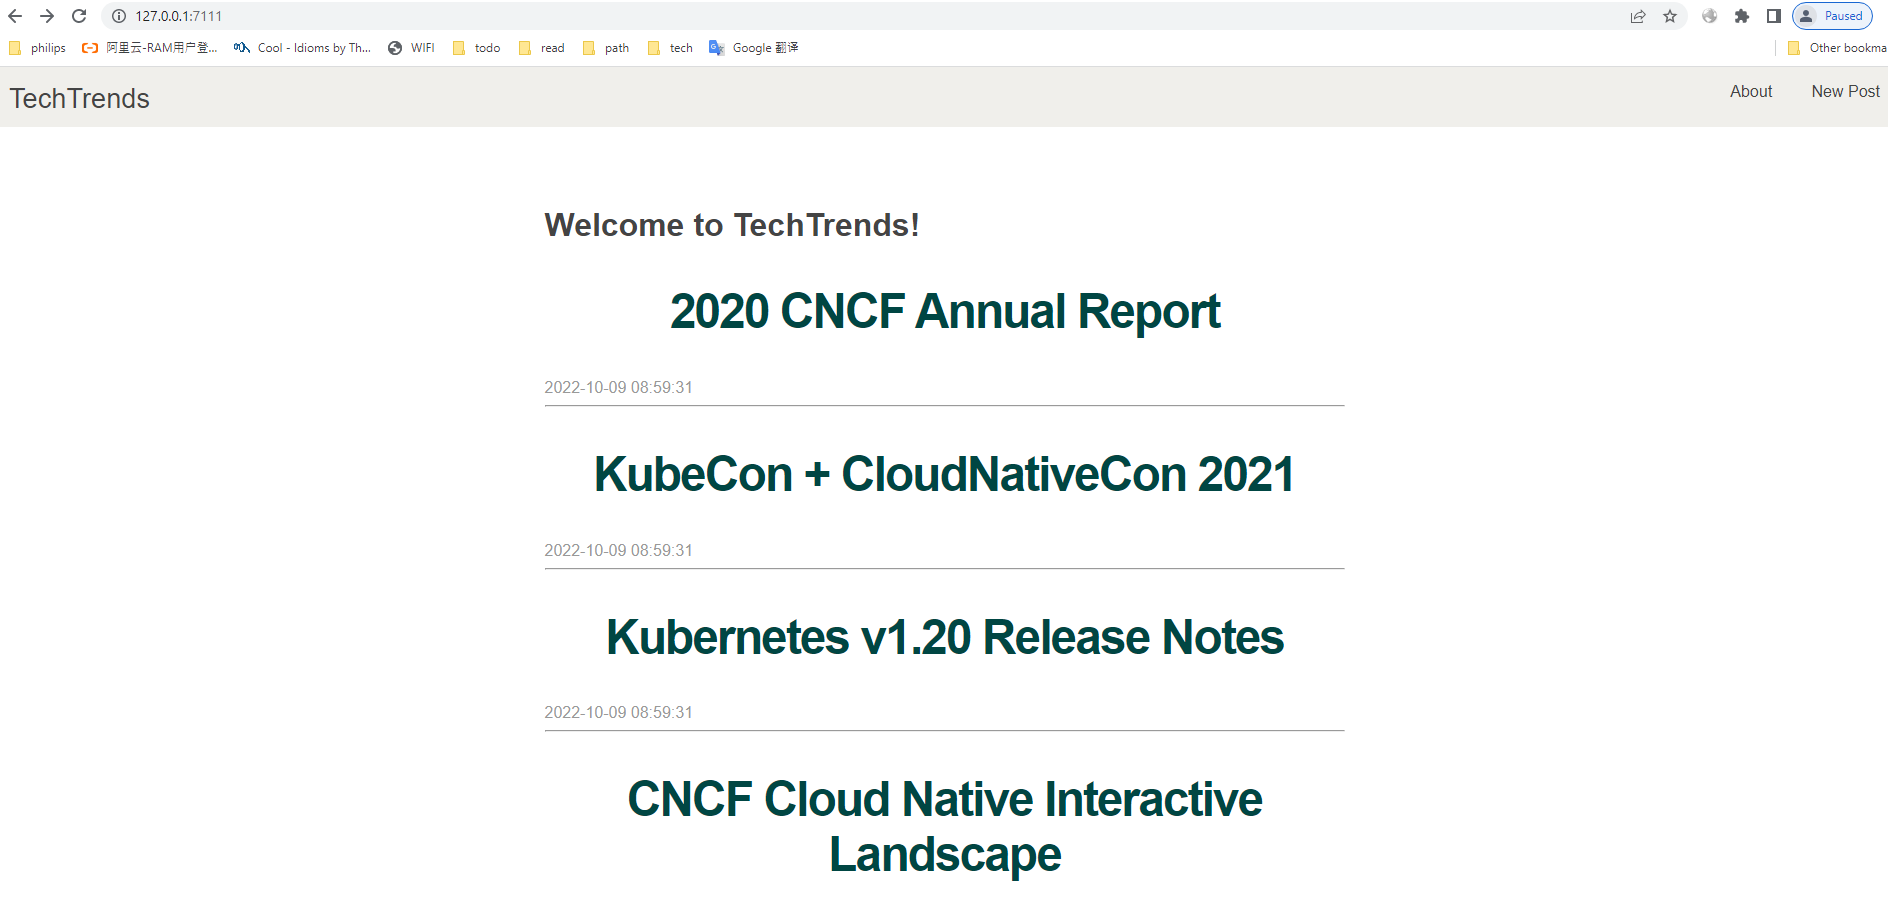 127.0.0.1:7111
Paused
philips
阿里云-RAM用户登...
Cool - Idioms by Th...
WIFI
todo
read
path
tech
Google 翻译
Other bookma
TechTrends
About
New Post
Welcome to TechTrends!
2020 CNCF Annual Report
2022-10-09 08:59:31
KubeCon + CloudNativeCon 2021
2022-10-09 08:59:31
Kubernetes v1.20 Release Notes
2022-10-09 08:59:31
CNCF Cloud Native Interactive
Landscape